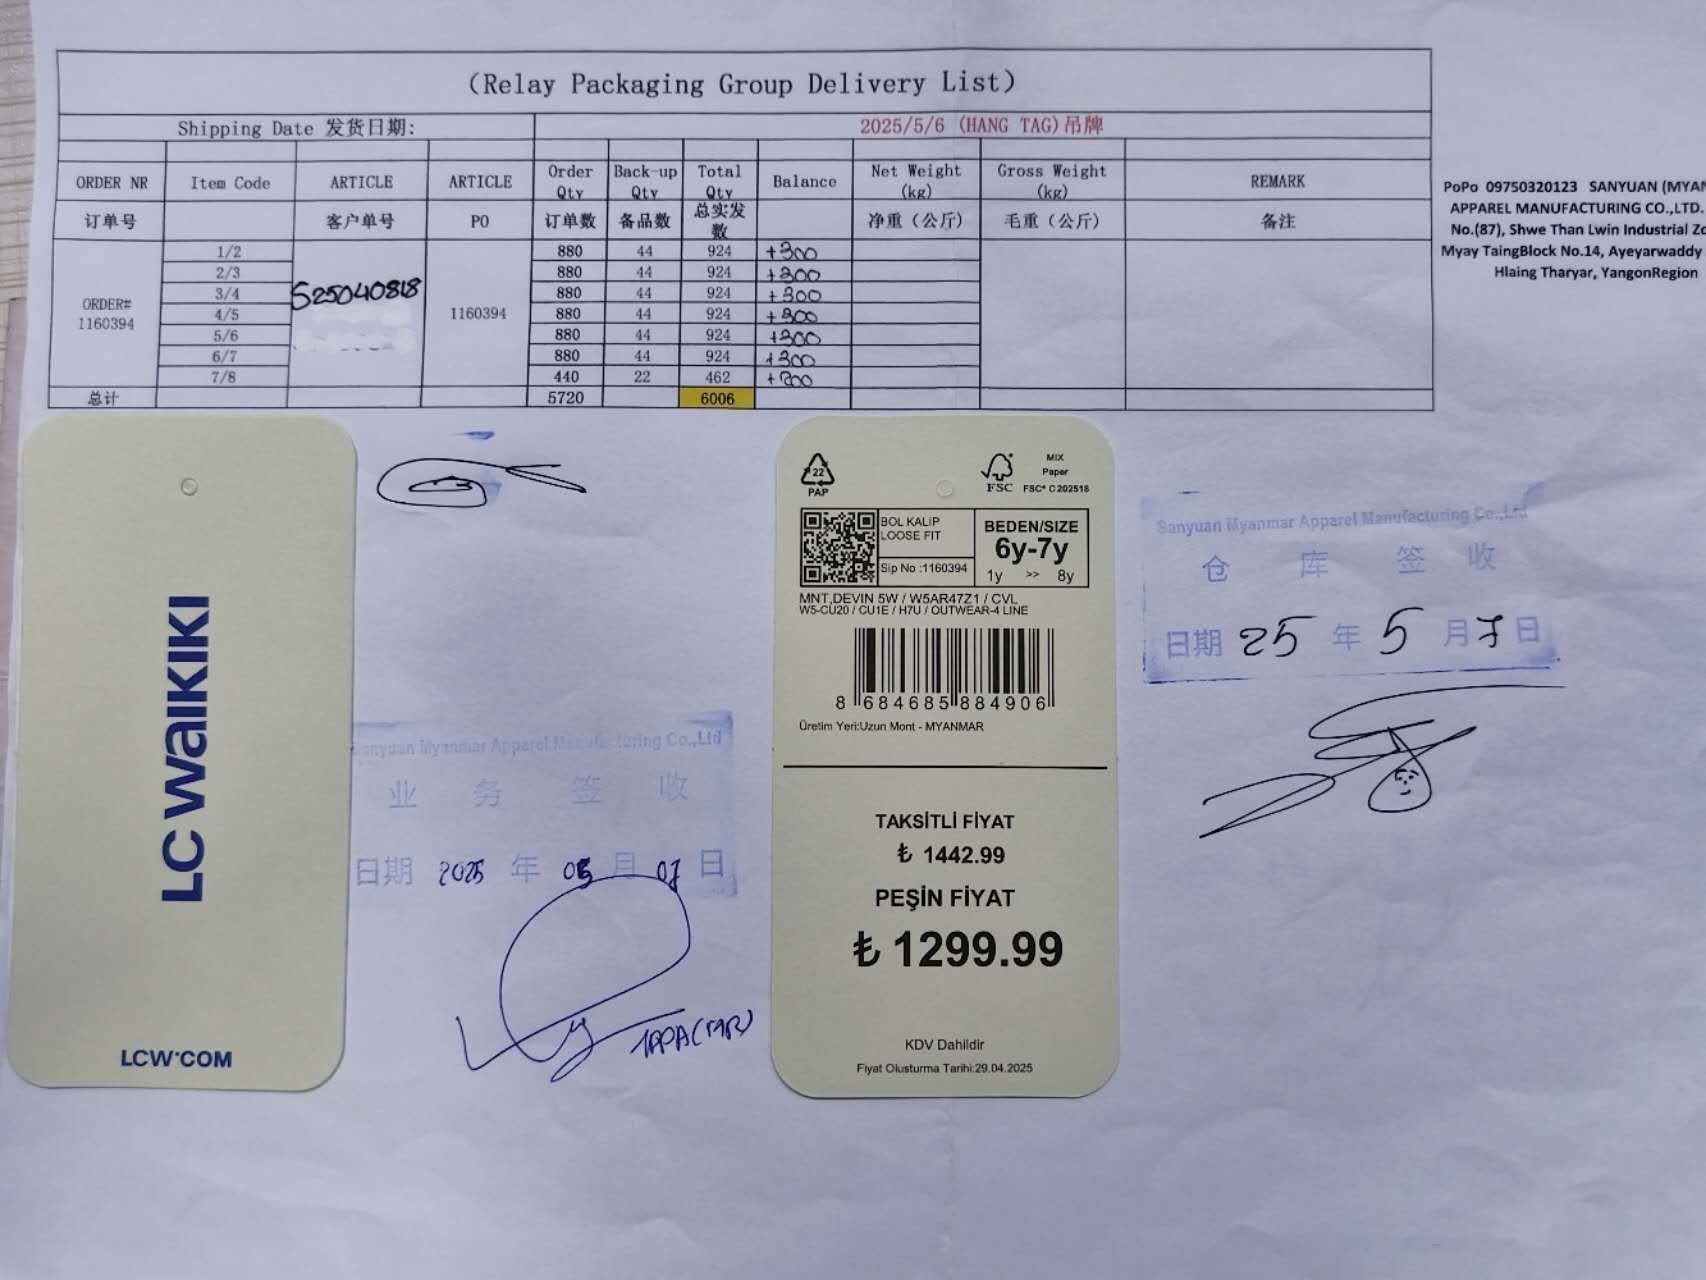 (Relay Packaging Group Delivery List)
Shipping Date 发货日期: 2025/5/6 (HANG TAG)吊牌
ORDER NR Item Code ARTICLE ARTICLE Order Qty Back-up Qty Total Qty Balance Net Weight (kg) Gross Weight (kg) REMARK
订单号 客户单号 PO 订单数 备品数 总实发数 净重（公斤） 毛重（公斤） 备注
ORDER# 1160394 S25040818 1160394
1/2 880 44 924 +300
2/3 880 44 924 +300
3/4 880 44 924 +300
4/5 880 44 924 +300
5/6 880 44 924 +300
6/7 880 44 924 +300
7/8 440 22 462 +200
总计 5720 6006
PoPo 09750320123 SANYUAN (MYAN
APPAREL MANUFACTURING CO.,LTD.
No.(87), Shwe Than Lwin Industrial Zo
Myay TaingBlock No.14, Ayeyarwaddy
Hlaing Tharyar, YangonRegion
LC WAIKIKI
LCW.COM
Sanyuan Myanmar Apparel Manufacturing Co.,Ltd
业务签收
日期 2025 年 05 月 07 日
22
PAP
FSC
MIX
Paper
FSC® C202518
BOL KALIP
LOOSE FIT
Sip No :1160394
BEDEN/SIZE
6y-7y
1y >> 8y
MNT,DEVIN 5W / W5AR47Z1 / CVL
W5-CU20 / CU1E / H7U / OUTWEAR-4 LINE
8 684685 884906
Üretim Yeri:Uzun Mont - MYANMAR
TAKSİTLİ FİYAT
₺ 1442.99
PEŞİN FİYAT
₺ 1299.99
KDV Dahildir
Fiyat Olusturma Tarihi:29.04.2025
Sanyuan Myanmar Apparel Manufacturing Co.,Ltd
仓库签收
日期 25 年 5 月 7 日